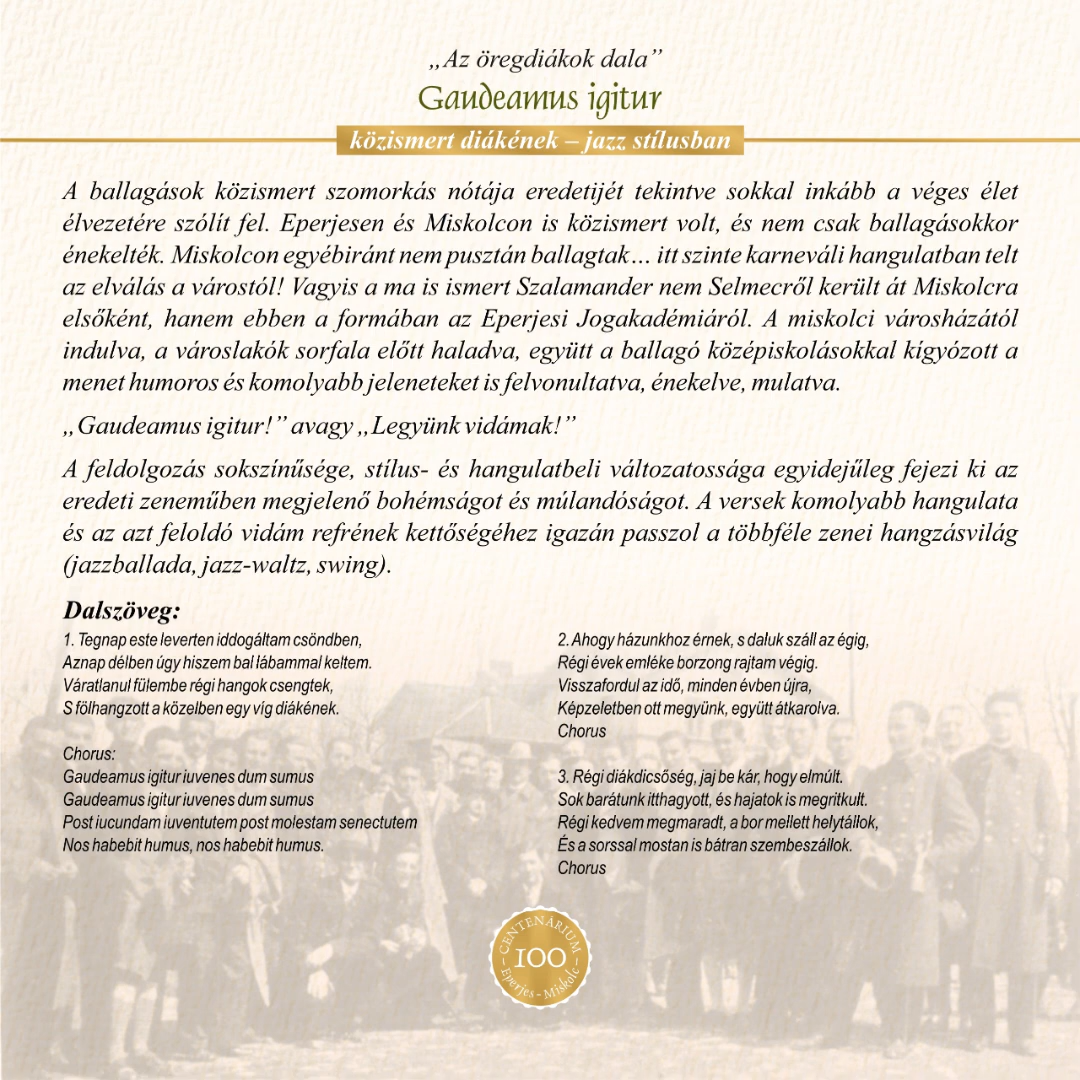 „Az öregdiákok dala”
Gaudeamus igitur
közismert diákének – jazz stílusban
A ballagások közismert szomorkás nótája eredetijét tekintve sokkal inkább a véges élet
élvezetére szólít fel. Eperjesen és Miskolcon is közismert volt, és nem csak ballagásokkor
énekelték. Miskolcon egyébiránt nem pusztán ballagtak… itt szinte karneváli hangulatban telt
az elválás a várostól! Vagyis a ma is ismert Szalamander nem Selmecről került át Miskolcra
elsőként, hanem ebben a formában az Eperjesi Jogakadémiáról. A miskolci városházától
indulva, a városlakók sorfala előtt haladva, együtt a ballagó középiskolásokkal kígyózott a
menet humoros és komolyabb jeleneteket is felvonultatva, énekelve, mulatva.
„Gaudeamus igitur!” avagy „Legyünk vidámak!”
A feldolgozás sokszínűsége, stílus- és hangulatbeli változatossága egyidejűleg fejezi ki az
eredeti zeneműben megjelenő bohémságot és múlandóságot. A versek komolyabb hangulata
és az azt feloldó vidám refrének kettőségéhez igazán passzol a többféle zenei hangzásvilág
(jazzballada, jazz-waltz, swing).
Dalszöveg:
1. Tegnap este leverten iddogáltam csöndben,
Aznap délben úgy hiszem bal lábammal keltem.
Váratlanul fülembe régi hangok csengtek,
S fölhangzott a közelben egy víg diákének.
Chorus:
Gaudeamus igitur iuvenes dum sumus
Gaudeamus igitur iuvenes dum sumus
Post iucundam iuventutem post molestam senectutem
Nos habebit humus, nos habebit humus.
2. Ahogy házunkhoz érnek, s daluk száll az égig,
Régi évek emléke borzong rajtam végig.
Visszafordul az idő, minden évben újra,
Képzeletben ott megyünk, együtt átkarolva.
Chorus
3. Régi diákdicsőség, jaj be kár, hogy elmúlt.
Sok barátunk itthagyott, és hajatok is megritkult.
Régi kedvem megmaradt, a bor mellett helytállok,
És a sorssal mostan is bátran szembeszállok.
Chorus
CENTENÁRIUM
100
Eperjes - Miskolc